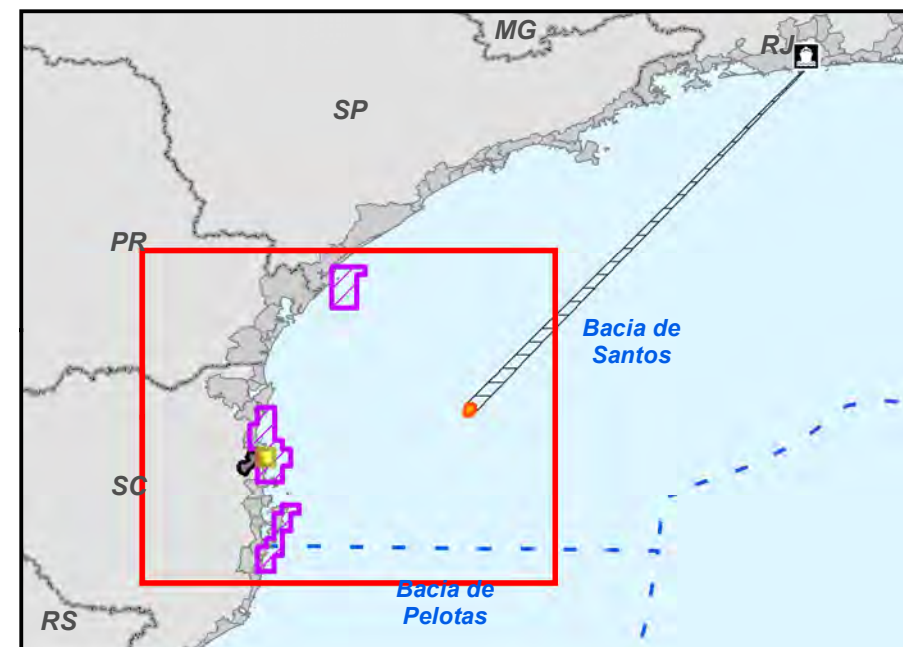 MG
RJ
SP
PR
Bacia de
Santos
SC
Bacia de
Pelotas
RS